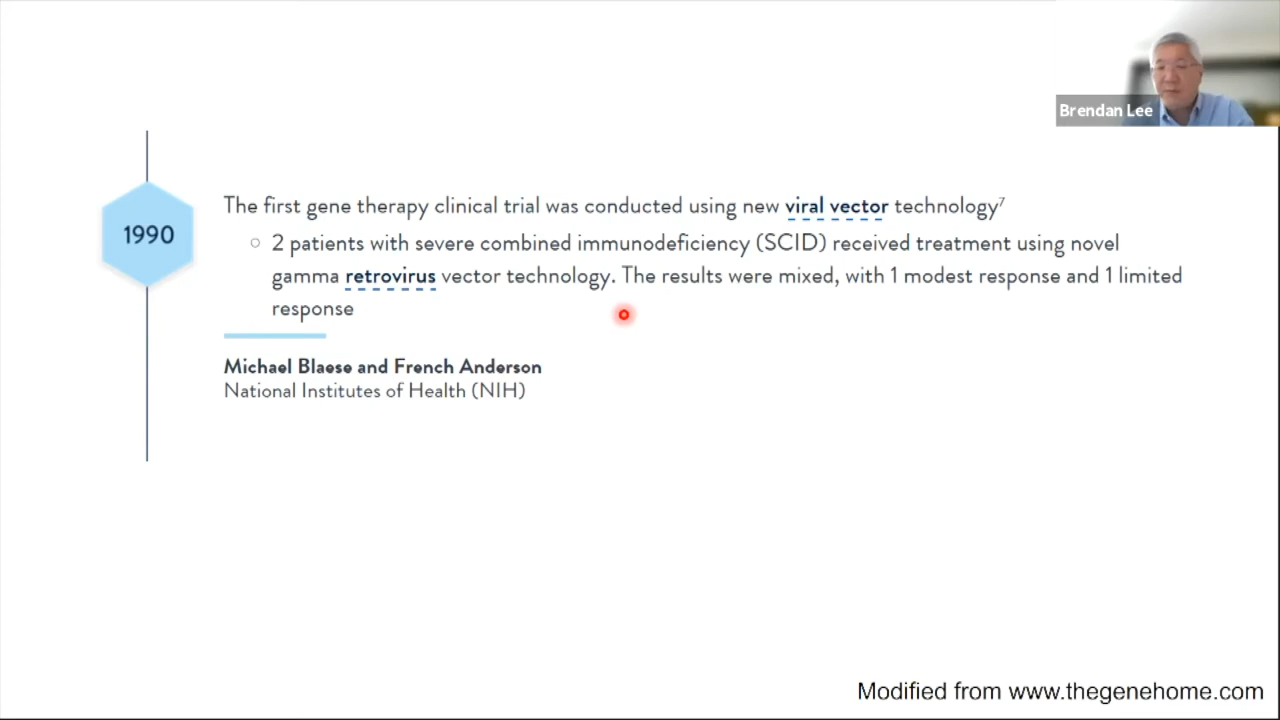 Brendan Lee
1990
The first gene therapy clinical trial was conducted using new viral vector technology⁷
○ 2 patients with severe combined immunodeficiency (SCID) received treatment using novel
gamma retrovirus vector technology. The results were mixed, with 1 modest response and 1 limited
response
Michael Blaese and French Anderson
National Institutes of Health (NIH)
Modified from www.thegenehome.com